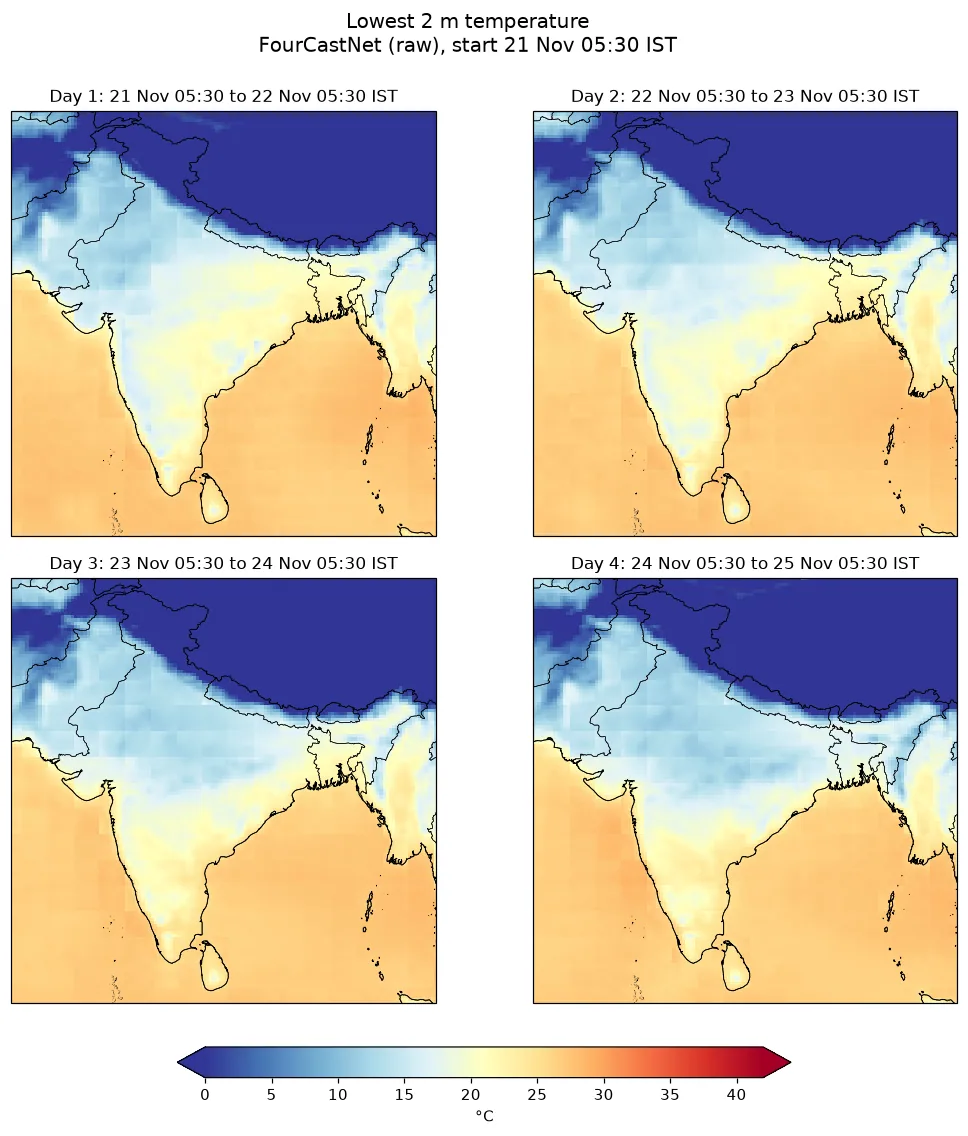 Lowest 2 m temperature
FourCastNet (raw), start 21 Nov 05:30 IST
Day 1: 21 Nov 05:30 to 22 Nov 05:30 IST
Day 2: 22 Nov 05:30 to 23 Nov 05:30 IST
Day 3: 23 Nov 05:30 to 24 Nov 05:30 IST
Day 4: 24 Nov 05:30 to 25 Nov 05:30 IST
0 5 10 15 20 25 30 35 40
°C